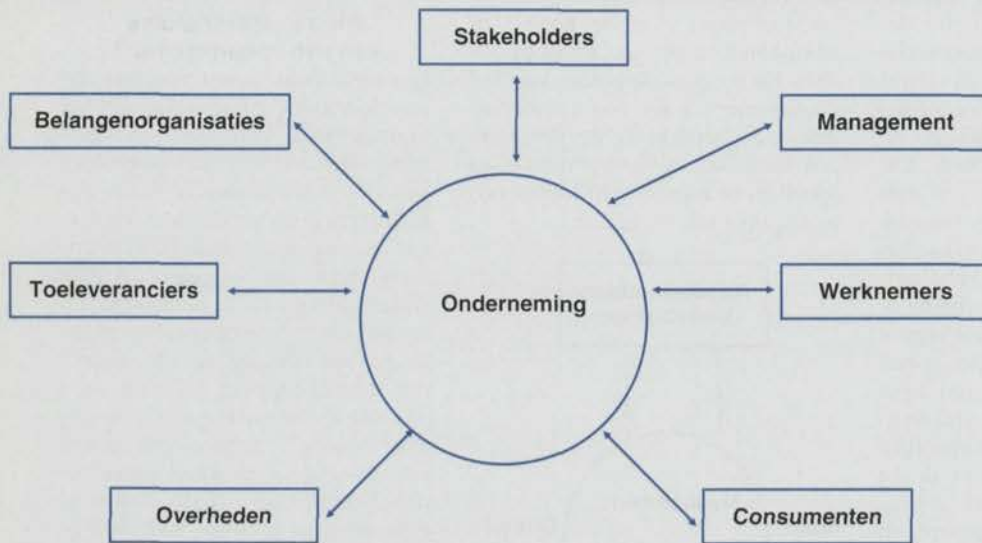 Stakeholders
Belangenorganisaties
Management
Toeleveranciers
Onderneming
Werknemers
Overheden
Consumenten